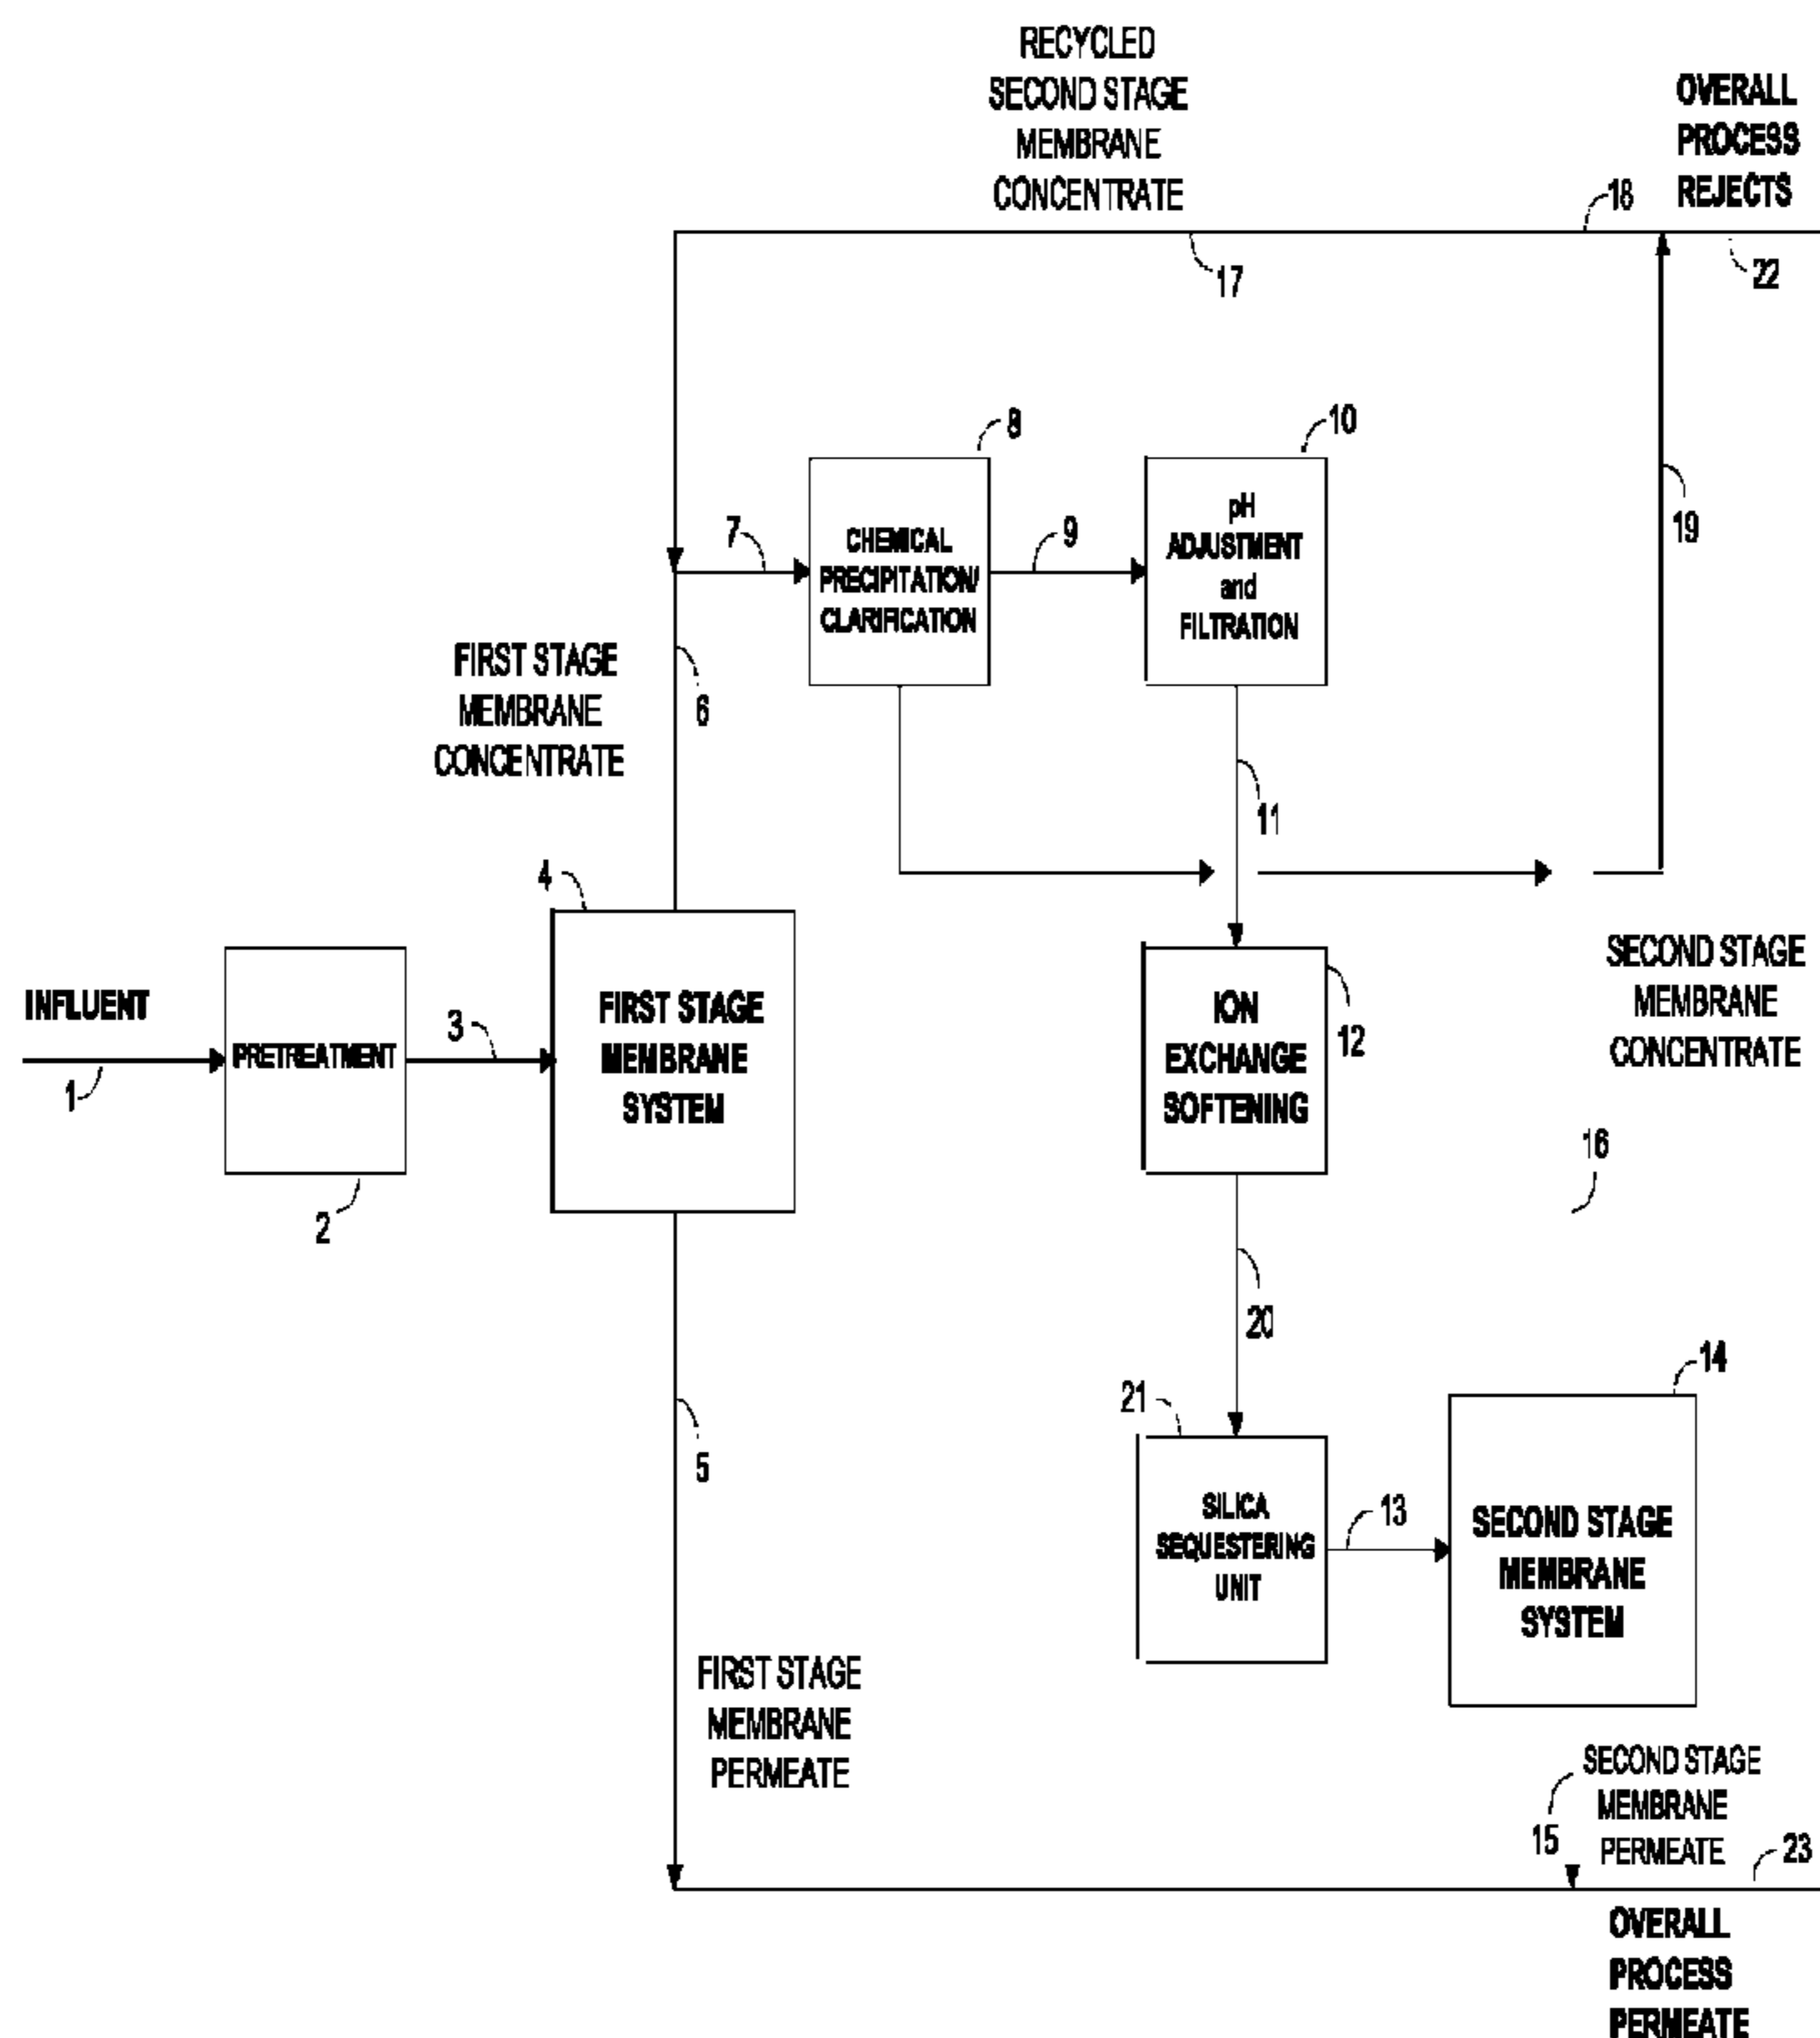 RECYCLED
SECOND STAGE
MEMBRANE
CONCENTRATE
OVERALL
PROCESS
REJECTS
18
17
22
8
10
7
CHEMICAL
PRECIPITATION/
CLARIFICATION
9
pH
ADJUSTMENT
and
FILTRATION
19
FIRST STAGE
MEMBRANE
CONCENTRATE
6
11
4
INFLUENT
1
PRETREATMENT
2
3
FIRST STAGE
MEMBRANE
SYSTEM
ION
EXCHANGE
SOFTENING
12
SECOND STAGE
MEMBRANE
CONCENTRATE
16
20
5
21
SILICA
SEQUESTERING
UNIT
13
14
SECOND STAGE
MEMBRANE
SYSTEM
FIRST STAGE
MEMBRANE
PERMEATE
SECOND STAGE
MEMBRANE
PERMEATE
15
23
OVERALL
PROCESS
PERMEATE